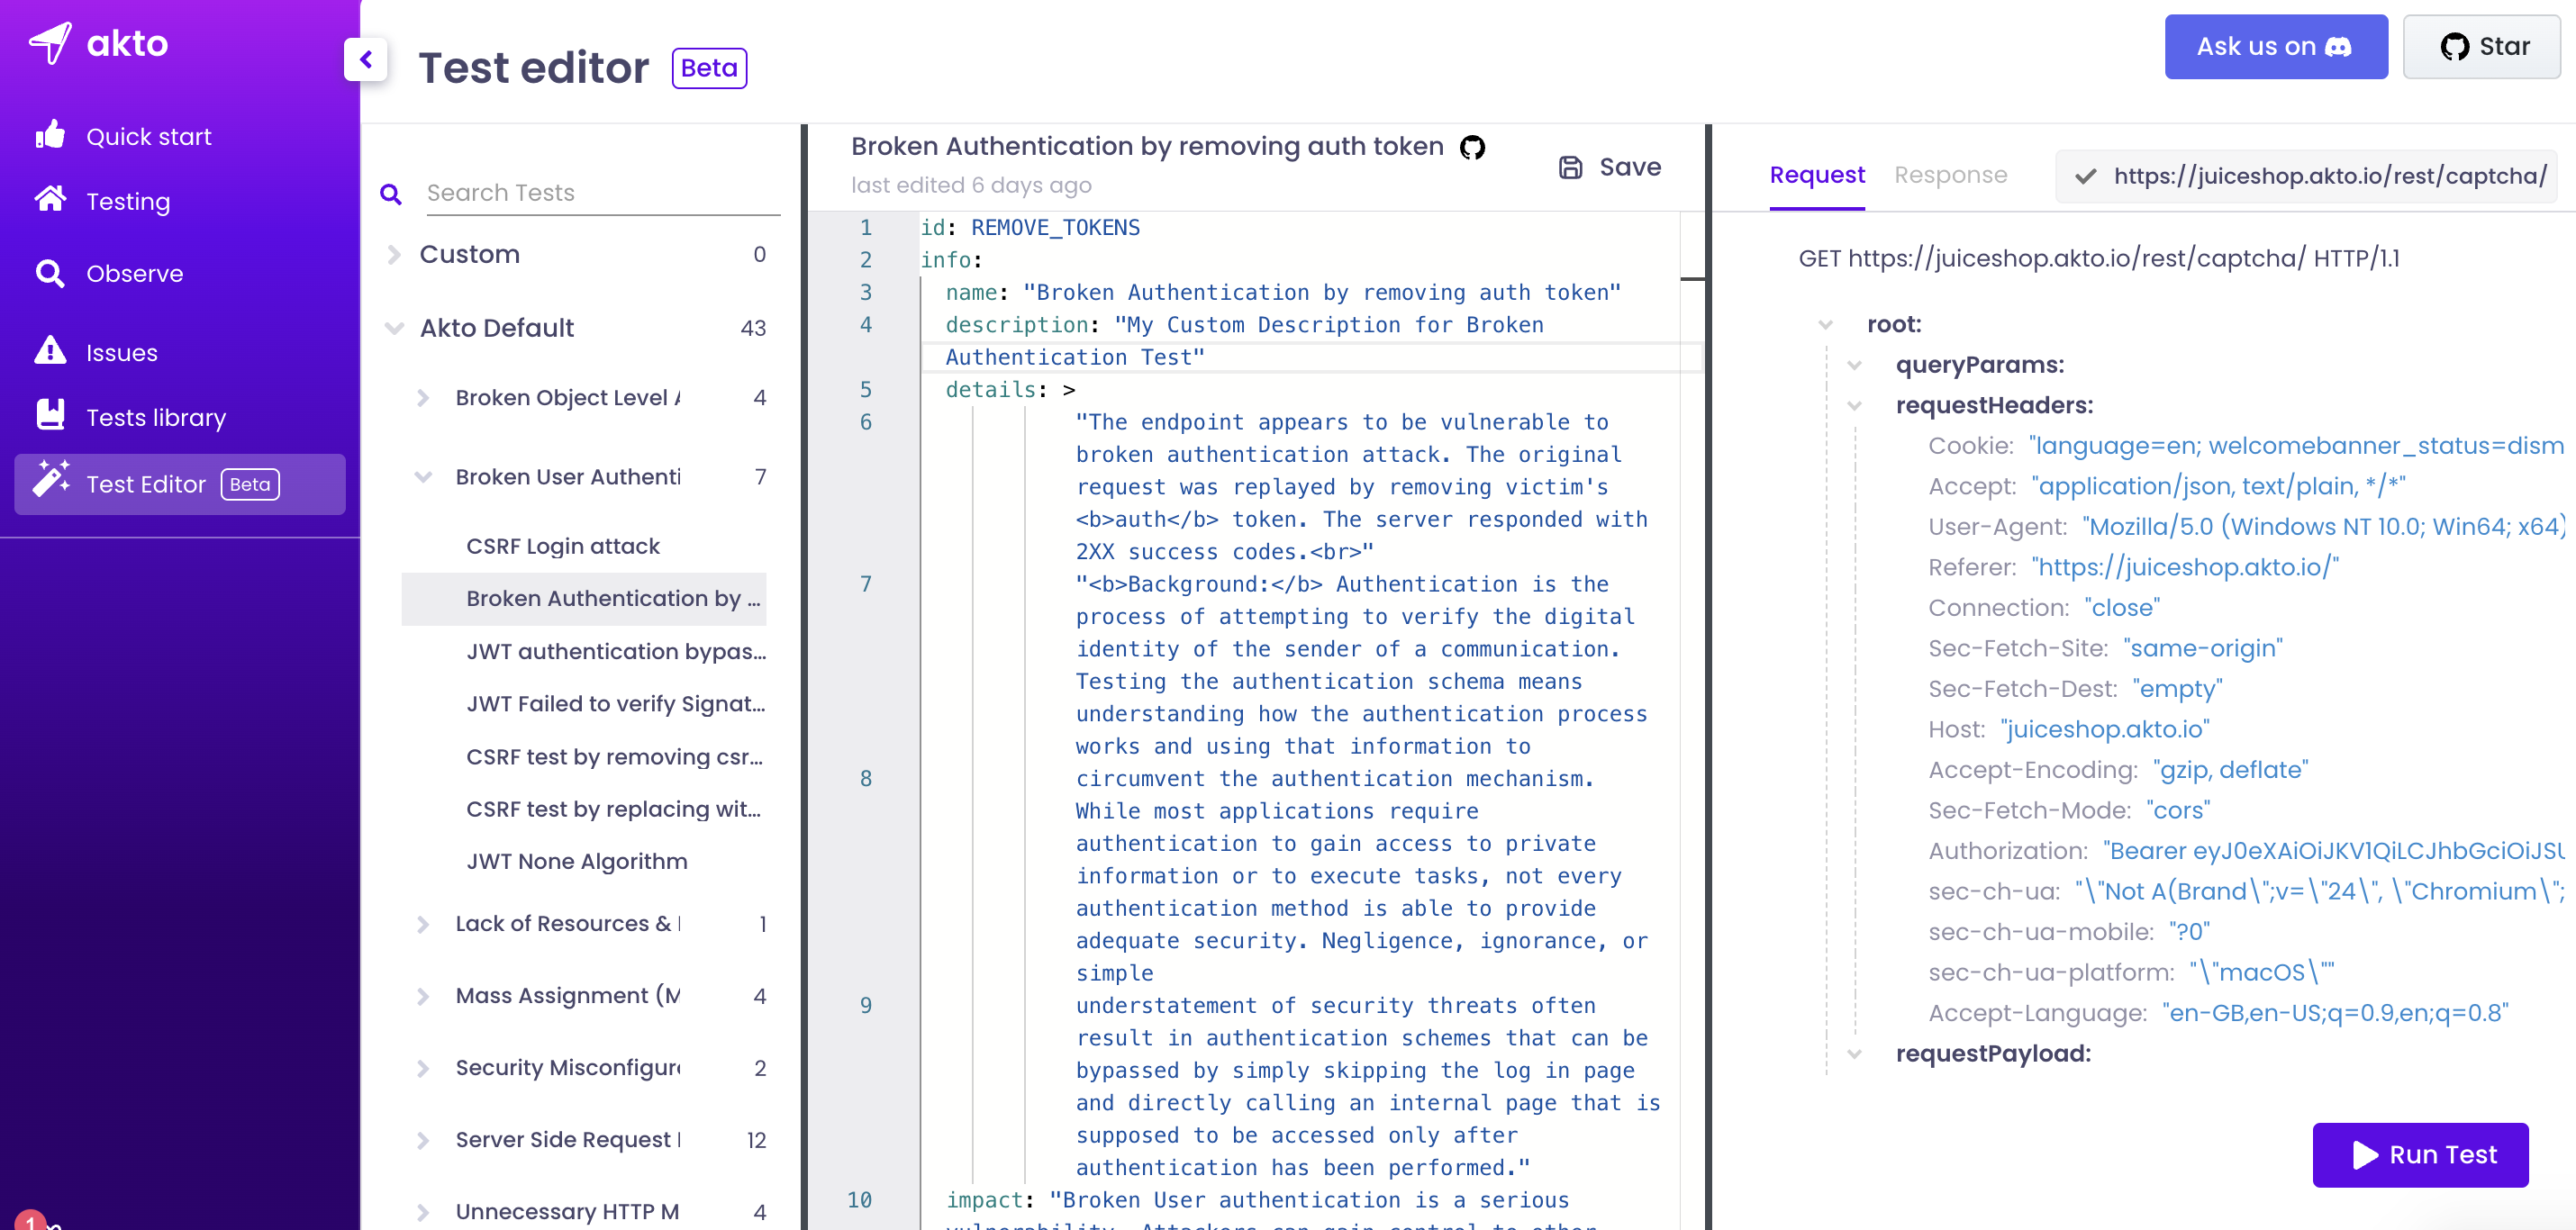 akto
Quick start
Testing
Observe
Issues
Tests library
Test Editor Beta
1
Test editor Beta
Ask us on
Star
Search Tests
Custom 0
Akto Default 43
Broken Object Level 4
Broken User Authenti 7
CSRF Login attack
Broken Authentication by ...
JWT authentication bypas...
JWT Failed to verify Signat...
CSRF test by removing csr...
CSRF test by replacing wit...
JWT None Algorithm
Lack of Resources & 1
Mass Assignment (M 4
Security Misconfigur 2
Server Side Request 12
Unnecessary HTTP M 4
Broken Authentication by removing auth token
last edited 6 days ago
Save
1 id: REMOVE_TOKENS
2 info:
3 name: "Broken Authentication by removing auth token"
4 description: "My Custom Description for Broken
Authentication Test"
5 details: >
6 "The endpoint appears to be vulnerable to
broken authentication attack. The original
request was replayed by removing victim's
<b>auth</b> token. The server responded with
2XX success codes.<br>"
7 "<b>Background:</b> Authentication is the
process of attempting to verify the digital
identity of the sender of a communication.
Testing the authentication schema means
understanding how the authentication process
works and using that information to
8 circumvent the authentication mechanism.
While most applications require
authentication to gain access to private
information or to execute tasks, not every
authentication method is able to provide
adequate security. Negligence, ignorance, or
simple
9 understatement of security threats often
result in authentication schemes that can be
bypassed by simply skipping the log in page
and directly calling an internal page that is
supposed to be accessed only after
authentication has been performed."
10 impact: "Broken User authentication is a serious
vulnerability. Attackers can gain control to other
Request
Response
https://juiceshop.akto.io/rest/captcha/
GET https://juiceshop.akto.io/rest/captcha/ HTTP/1.1
root:
queryParams:
requestHeaders:
Cookie: "language=en; welcomebanner_status=dism
Accept: "application/json, text/plain, */*"
User-Agent: "Mozilla/5.0 (Windows NT 10.0; Win64; x64)
Referer: "https://juiceshop.akto.io/"
Connection: "close"
Sec-Fetch-Site: "same-origin"
Sec-Fetch-Dest: "empty"
Host: "juiceshop.akto.io"
Accept-Encoding: "gzip, deflate"
Sec-Fetch-Mode: "cors"
Authorization: "Bearer eyJ0eXAiOiJKV1QiLCJhbGciOiJSU
sec-ch-ua: "\"Not A(Brand\";v=\"24\", \"Chromium\";
sec-ch-ua-mobile: "?0"
sec-ch-ua-platform: "\"macOS\""
Accept-Language: "en-GB,en-US;q=0.9,en;q=0.8"
requestPayload:
Run Test